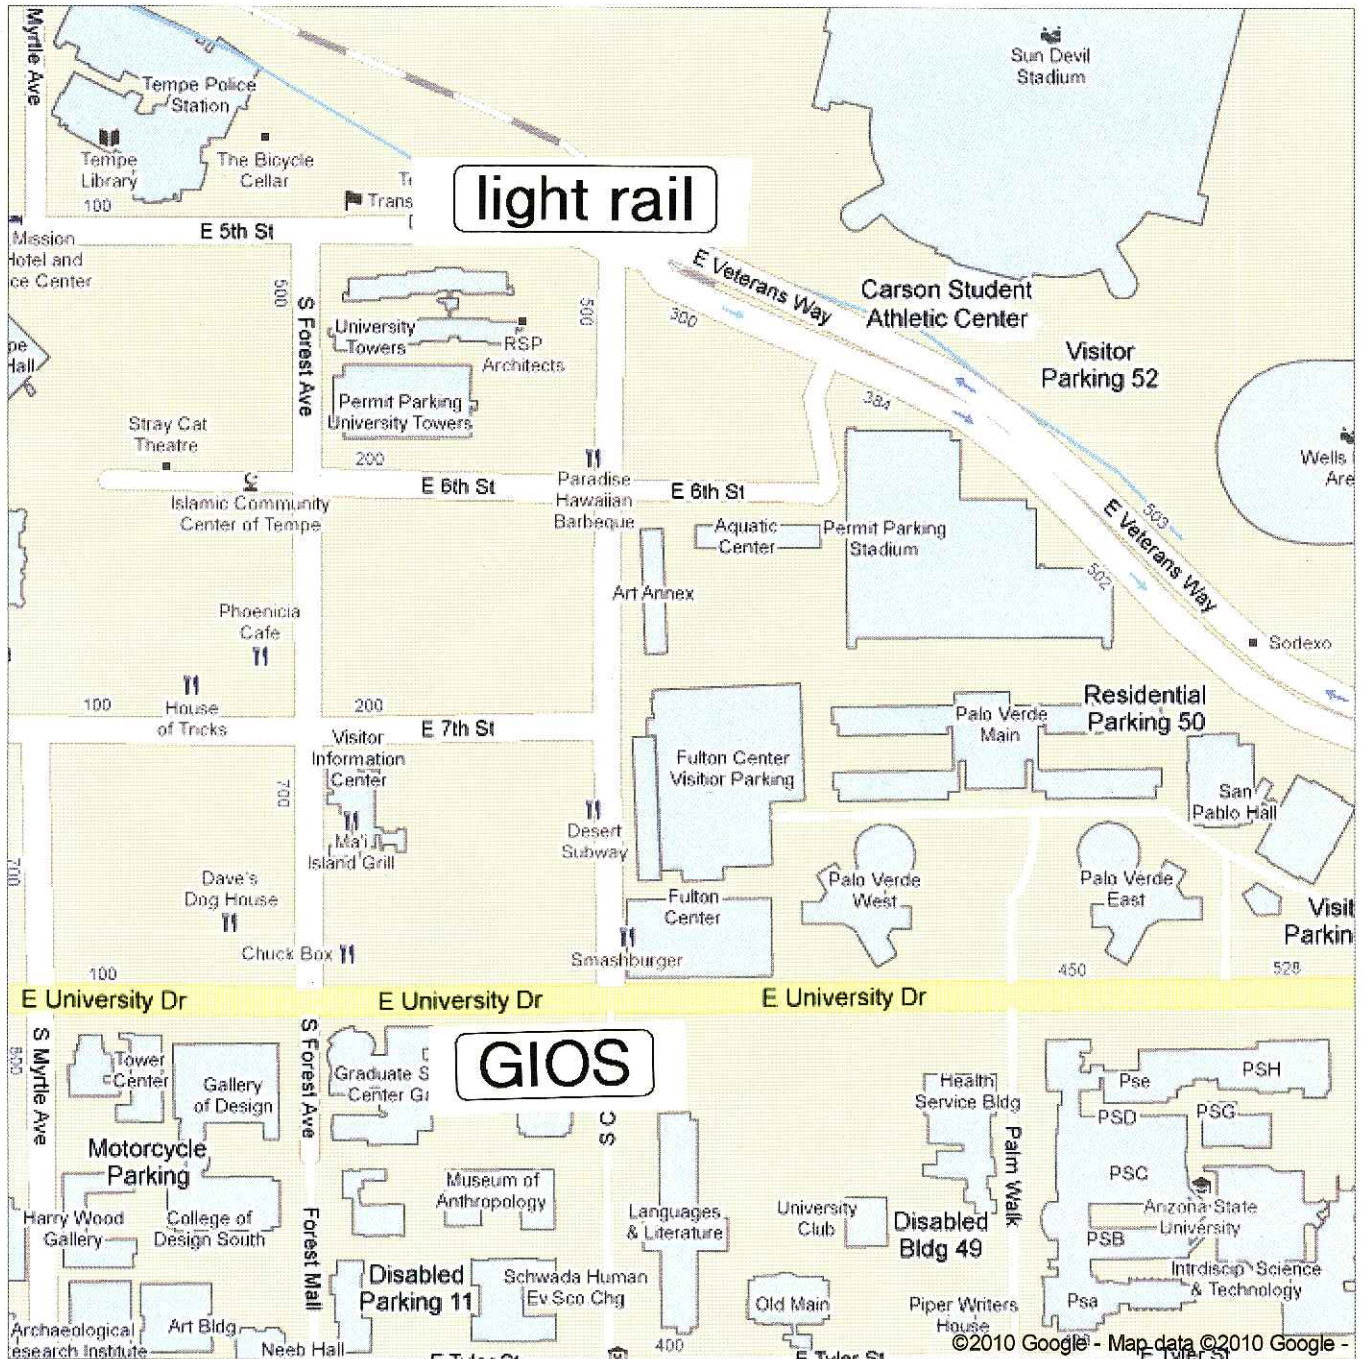 Myrtle Ave
Tempe Police
Station
Tempe
Library
The Bicycle
Cellar
100
Trans
light rail
Sun Devil
Stadium
E 5th St
Mission
Hotel and
ce Center
500
S Forest Ave
University
Towers
RSP
Architects
500
300
E Veterans Way
Carson Student
Athletic Center
Visitor
Parking 52
384
Permit Parking
University Towers
Stray Cat
Theatre
200
E 6th St
Islamic Community
Center of Tempe
Paradise
Hawaiian
Barbeque
E 6th St
Aquatic
Center
Permit Parking
Stadium
Wells
Are
503
E Veterans Way
502
Art Annex
Phoenicia
Cafe
Sodexo
100
House
of Tricks
200
E 7th St
Residential
Parking 50
Palo Verde
Main
Visitor
Information
Center
700
Fulton Center
Visitior Parking
San
Pablo Hall
Ma'i
Island Grill
Desert
Subway
700
Dave's
Dog House
Fulton
Center
Palo Verde
West
Palo Verde
East
Visit
Parkin
Chuck Box
Smashburger
100
450
528
E University Dr
E University Dr
E University Dr
S Myrtle Ave
800
Tower
Center
Gallery
of Design
S Forest Ave
Graduate S
Center Ga
GIOS
S C
Health
Service Bldg
Palm Walk
Pse
PSH
PSD
PSG
PSC
Motorcycle
Parking
Museum of
Anthropology
Harry Wood
Gallery
College of
Design South
Forest Mall
Languages
& Literature
University
Club
Disabled
Bldg 49
Arizona State
University
PSB
Intrdiscip Science
& Technology
Disabled
Parking 11
Schwada Human
Ev Sco Chg
Old Main
Piper Writers
House
Psa
Archaeological
esearch Institute
Art Bldg
Neeb Hall
E Tyler St
400
E Tyler St
E Tyler St
©2010 Google - Map data ©2010 Google -